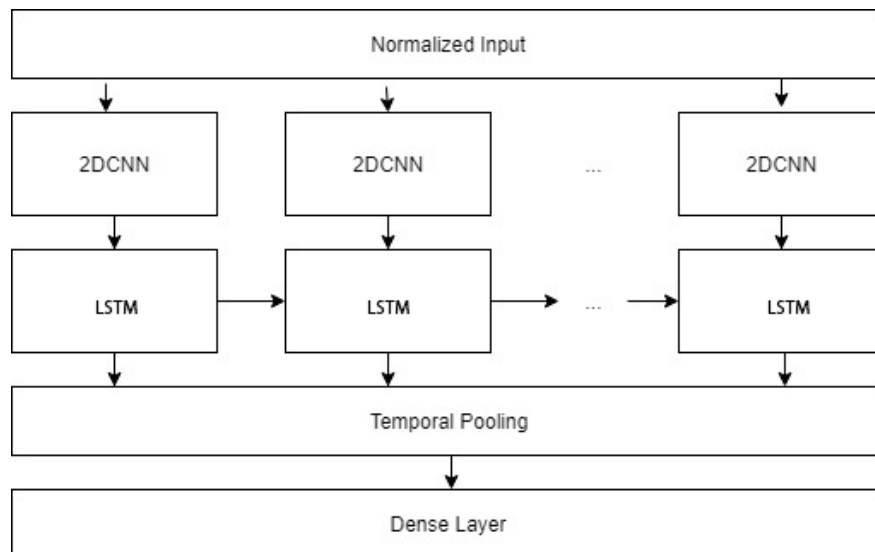 Normalized Input
2DCNN 2DCNN ... 2DCNN
LSTM LSTM ... LSTM
Temporal Pooling
Dense Layer